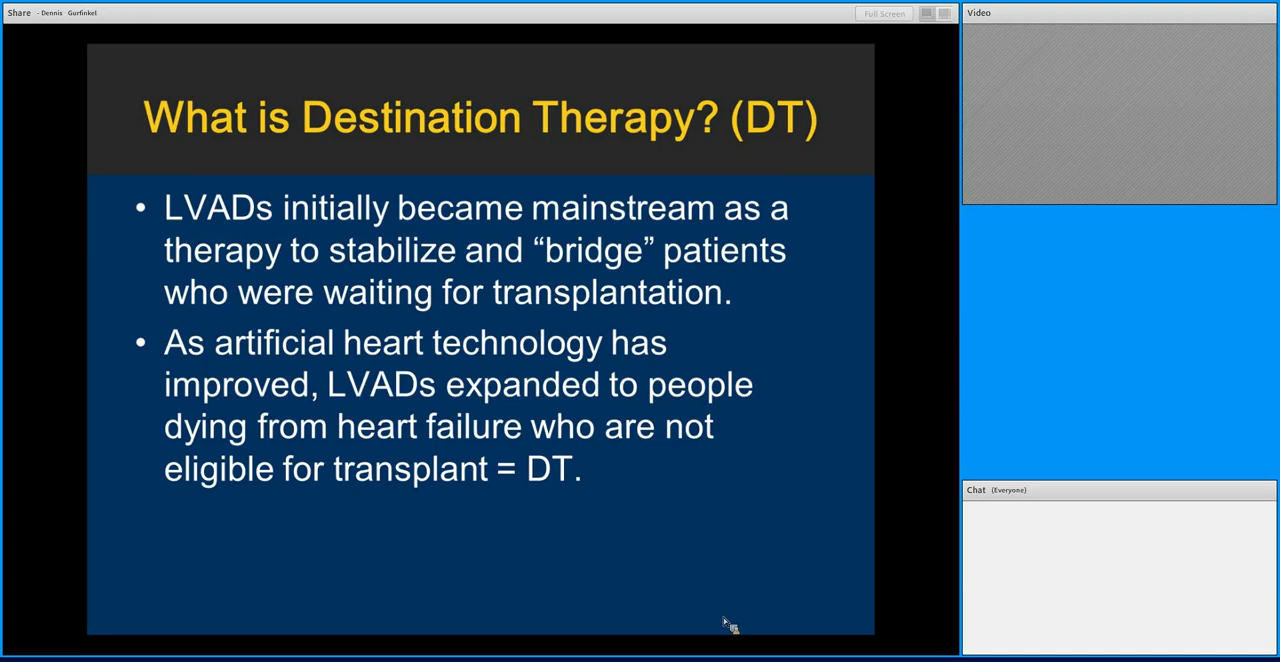 Share - Dennis Gurfinkel
Full Screen
Video
What is Destination Therapy? (DT)
• LVADs initially became mainstream as a
therapy to stabilize and “bridge” patients
who were waiting for transplantation.
• As artificial heart technology has
improved, LVADs expanded to people
dying from heart failure who are not
eligible for transplant = DT.
Chat (Everyone)